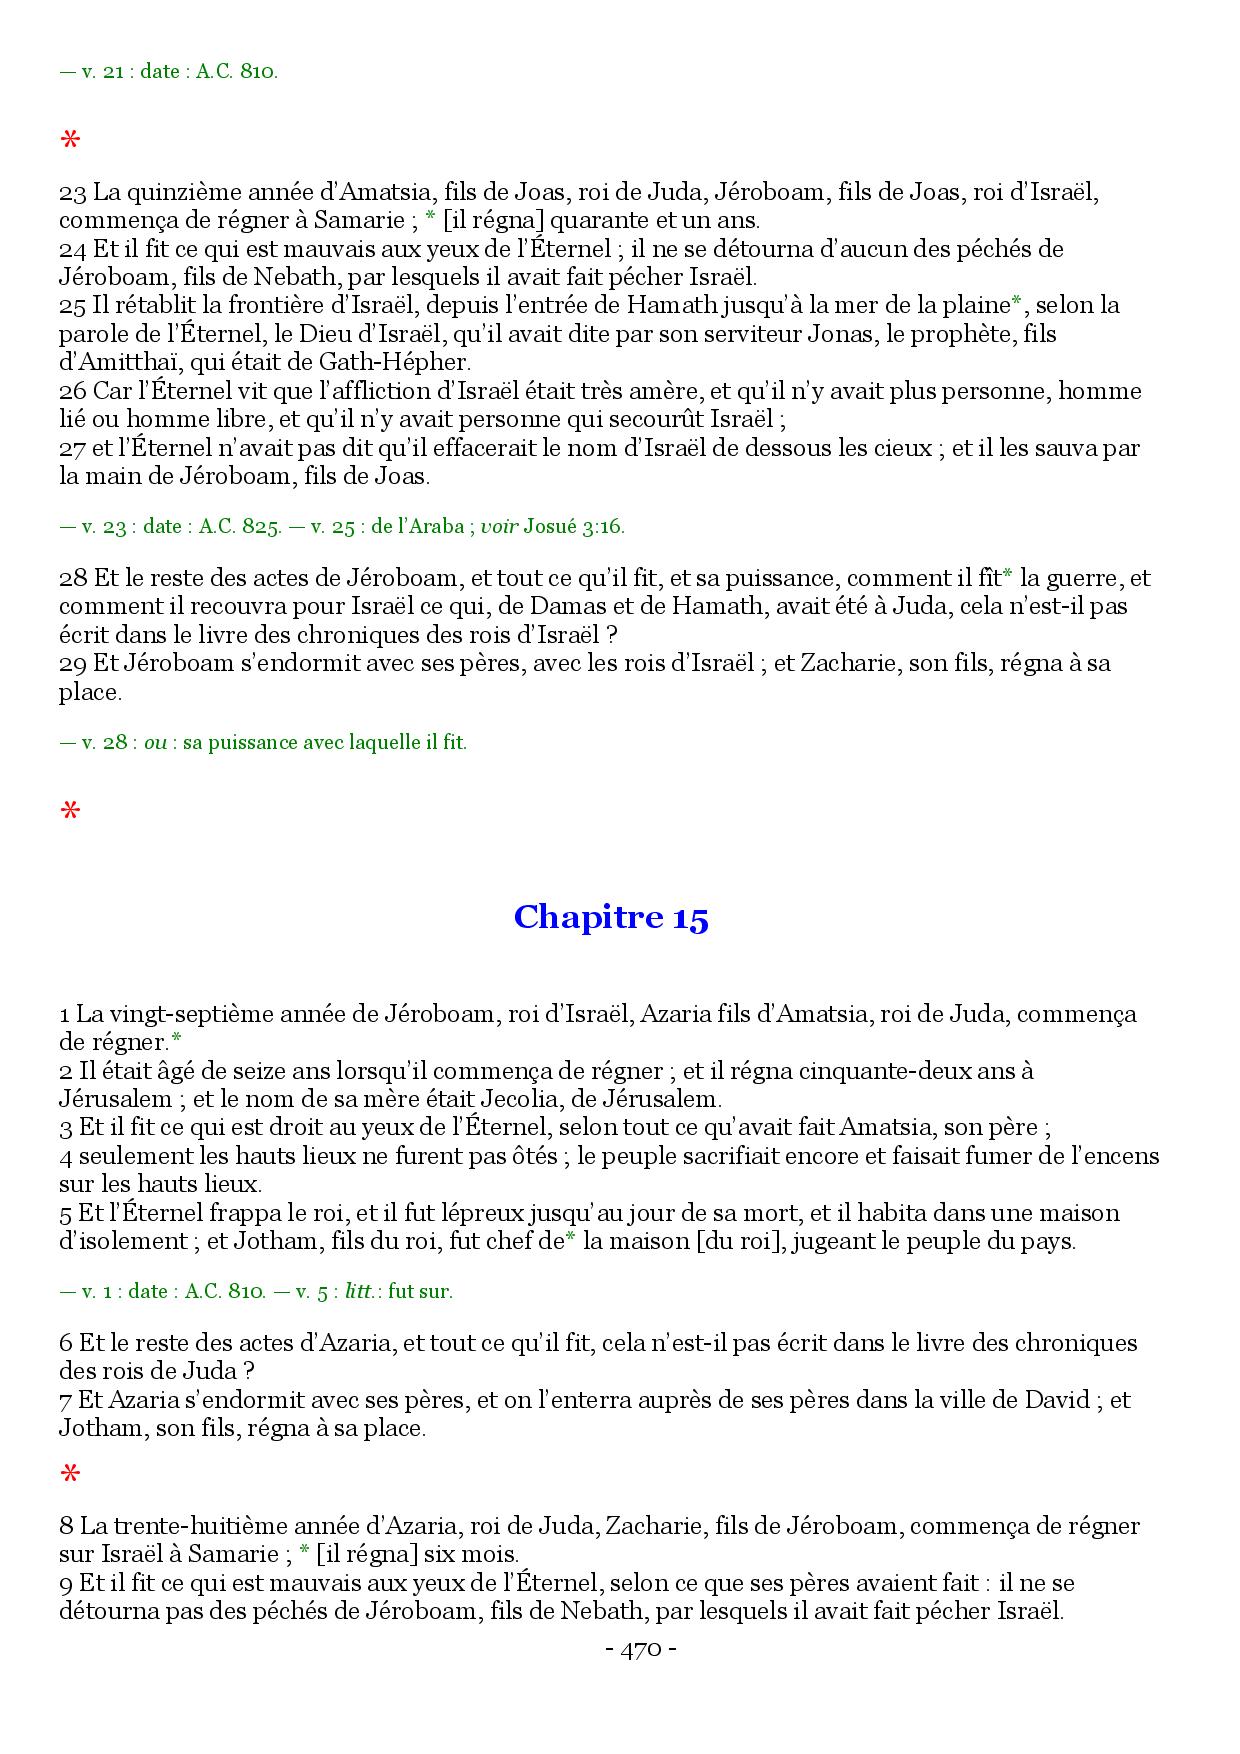 — v. 21 : date : A.C. 810.
*
23 La quinzième année d’Amatsia, fils de Joas, roi de Juda, Jéroboam, fils de Joas, roi d’Israël,
commença de régner à Samarie ; * [il régna] quarante et un ans.
24 Et il fit ce qui est mauvais aux yeux de l’Éternel ; il ne se détourna d’aucun des péchés de
Jéroboam, fils de Nebath, par lesquels il avait fait pécher Israël.
25 Il rétablit la frontière d’Israël, depuis l’entrée de Hamath jusqu’à la mer de la plaine*, selon la
parole de l’Éternel, le Dieu d’Israël, qu’il avait dite par son serviteur Jonas, le prophète, fils
d’Amitthaï, qui était de Gath-Hépher.
26 Car l’Éternel vit que l’affliction d’Israël était très amère, et qu’il n’y avait plus personne, homme
lié ou homme libre, et qu’il n’y avait personne qui secourût Israël ;
27 et l’Éternel n’avait pas dit qu’il effacerait le nom d’Israël de dessous les cieux ; et il les sauva par
la main de Jéroboam, fils de Joas.
— v. 23 : date : A.C. 825. — v. 25 : de l’Araba ; voir Josué 3:16.
28 Et le reste des actes de Jéroboam, et tout ce qu’il fit, et sa puissance, comment il fît* la guerre, et
comment il recouvra pour Israël ce qui, de Damas et de Hamath, avait été à Juda, cela n’est-il pas
écrit dans le livre des chroniques des rois d’Israël ?
29 Et Jéroboam s’endormit avec ses pères, avec les rois d’Israël ; et Zacharie, son fils, régna à sa
place.
— v. 28 : ou : sa puissance avec laquelle il fit.
*
Chapitre 15
1 La vingt-septième année de Jéroboam, roi d’Israël, Azaria fils d’Amatsia, roi de Juda, commença
de régner.*
2 Il était âgé de seize ans lorsqu’il commença de régner ; et il régna cinquante-deux ans à
Jérusalem ; et le nom de sa mère était Jecolia, de Jérusalem.
3 Et il fit ce qui est droit au yeux de l’Éternel, selon tout ce qu’avait fait Amatsia, son père ;
4 seulement les hauts lieux ne furent pas ôtés ; le peuple sacrifiait encore et faisait fumer de l’encens
sur les hauts lieux.
5 Et l’Éternel frappa le roi, et il fut lépreux jusqu’au jour de sa mort, et il habita dans une maison
d’isolement ; et Jotham, fils du roi, fut chef de* la maison [du roi], jugeant le peuple du pays.
— v. 1 : date : A.C. 810. — v. 5 : litt.: fut sur.
6 Et le reste des actes d’Azaria, et tout ce qu’il fit, cela n’est-il pas écrit dans le livre des chroniques
des rois de Juda ?
7 Et Azaria s’endormit avec ses pères, et on l’enterra auprès de ses pères dans la ville de David ; et
Jotham, son fils, régna à sa place.
*
8 La trente-huitième année d’Azaria, roi de Juda, Zacharie, fils de Jéroboam, commença de régner
sur Israël à Samarie ; * [il régna] six mois.
9 Et il fit ce qui est mauvais aux yeux de l’Éternel, selon ce que ses pères avaient fait : il ne se
détourna pas des péchés de Jéroboam, fils de Nebath, par lesquels il avait fait pécher Israël.
- 470 -